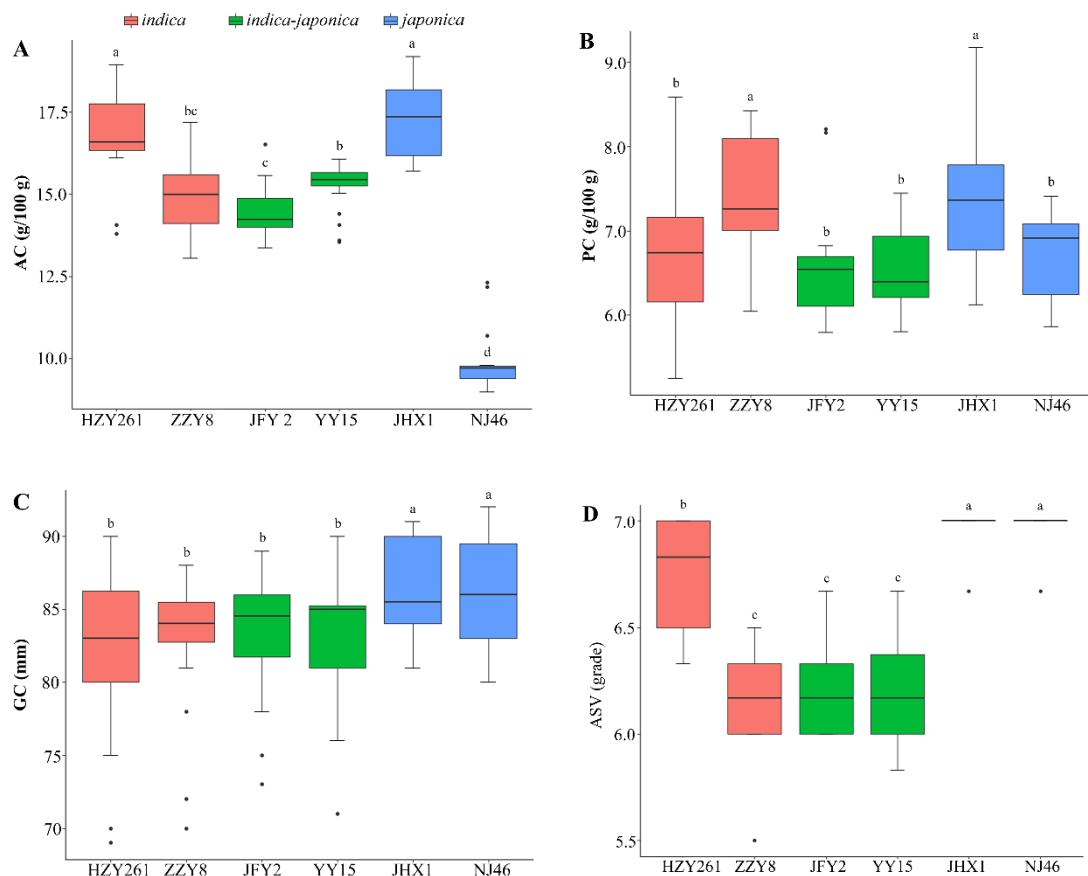 indica indica-japonica japonica
A
AC (g/100 g)
17.5
15.0
12.5
10.0
a
bc
c
b
a
d
HZY261 ZZY8 JFY 2 YY15 JHX1 NJ46
B
PC (g/100 g)
9.0
8.0
7.0
6.0
b
a
b
b
a
b
HZY261 ZZY8 JFY2 YY15 JHX1 NJ46
C
GC (mm)
90
85
80
75
70
b
b
b
b
a
a
HZY261 ZZY8 JFY2 YY15 JHX1 NJ46
D
ASV (grade)
7.0
6.5
6.0
5.5
b
c
c
c
a
a
HZY261 ZZY8 JFY2 YY15 JHX1 NJ46